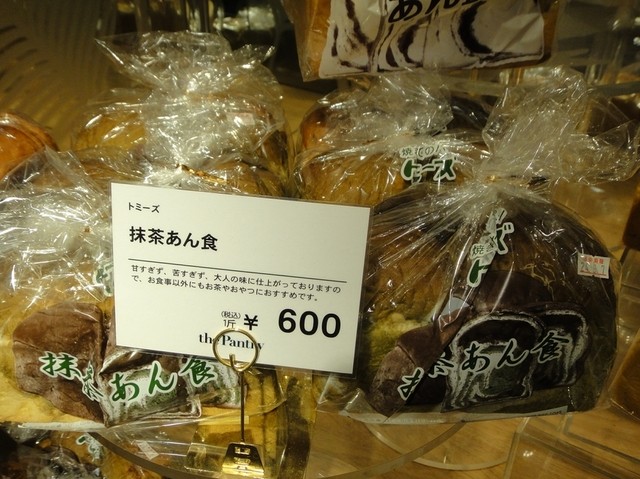 あん食
焼たての
トミーズ
トミーズ
抹茶あん食
甘すぎず、苦すぎず、大人の味に仕上がっておりますの
で、お食事以外にもお茶やおやつにおすすめです。
(税込)
1斤 ¥ 600
the Pantry
抹茶あん食
抹茶あん食